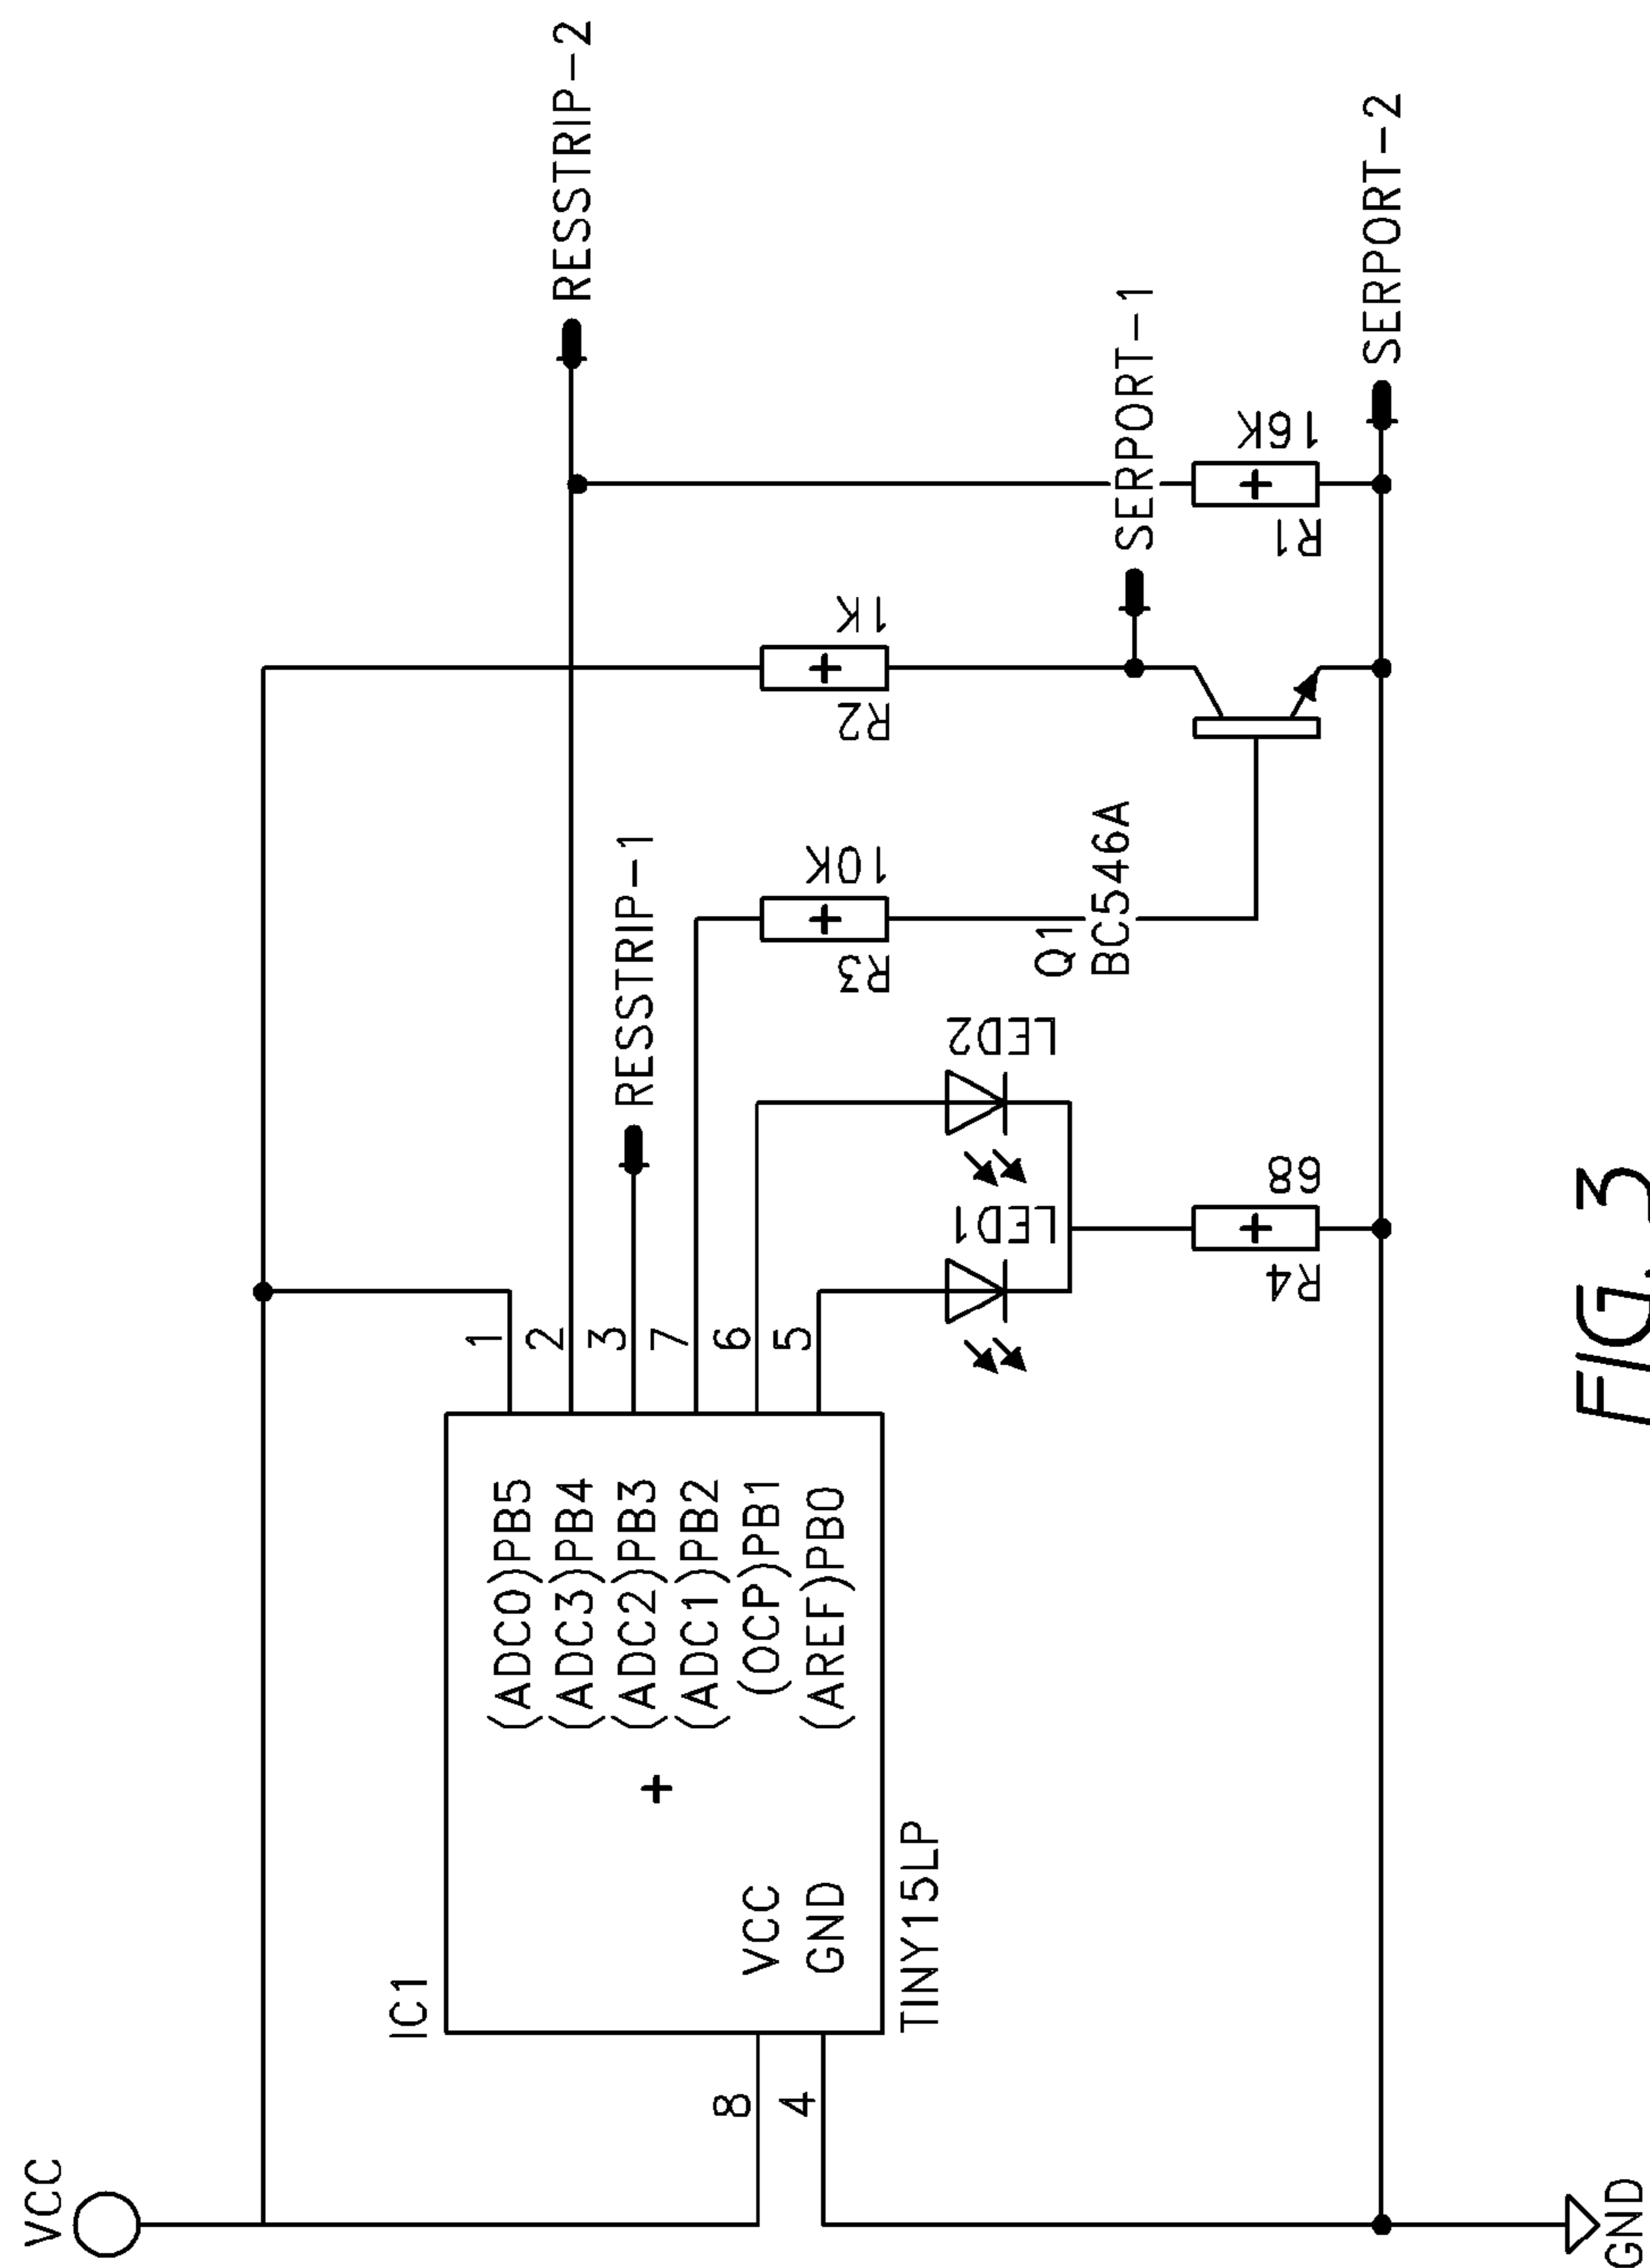 VCC
IC1
(ADC0)PB5
1
(ADC3)PB4
2
RESSTRIP-2
(ADC2)PB3
3
RESSTRIP-1
(ADC1)PB2
7
VCC
8
(OCP)PB1
6
GND
4
(AREF)PB0
5
TINY15LP
R3
10K
R2
1K
LED1
LED2
Q1
BC546A
SERPORT-1
R4
68
R1
16K
SERPORT-2
GND
FIG. 3